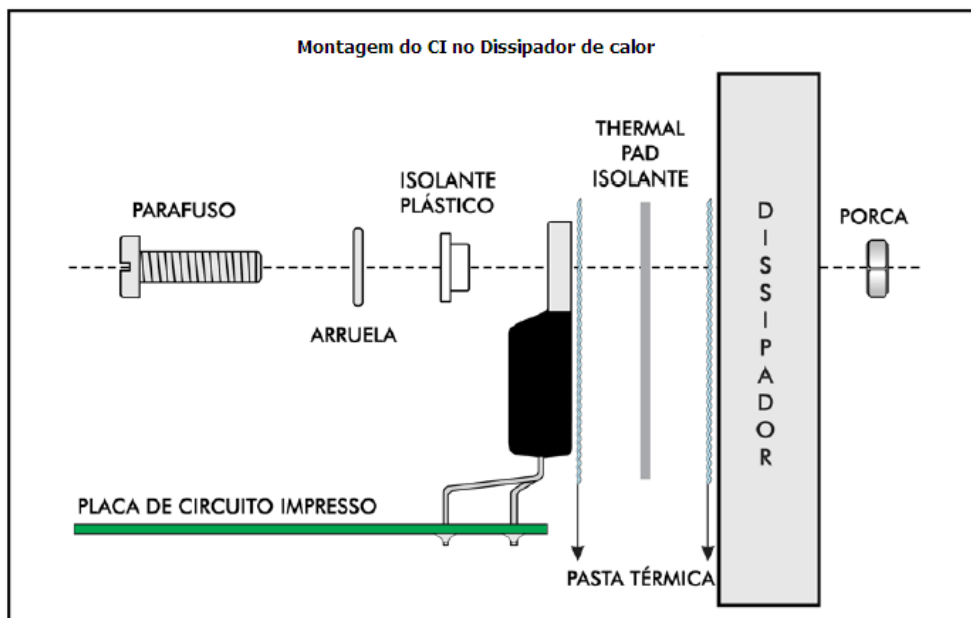 Montagem do CI no Dissipador de calor
THERMAL
PAD
ISOLANTE
ISOLANTE
PLÁSTICO
PARAFUSO
ARRUELA
DISSIPADOR
PORCA
PLACA DE CIRCUITO IMPRESSO
PASTA TÉRMICA